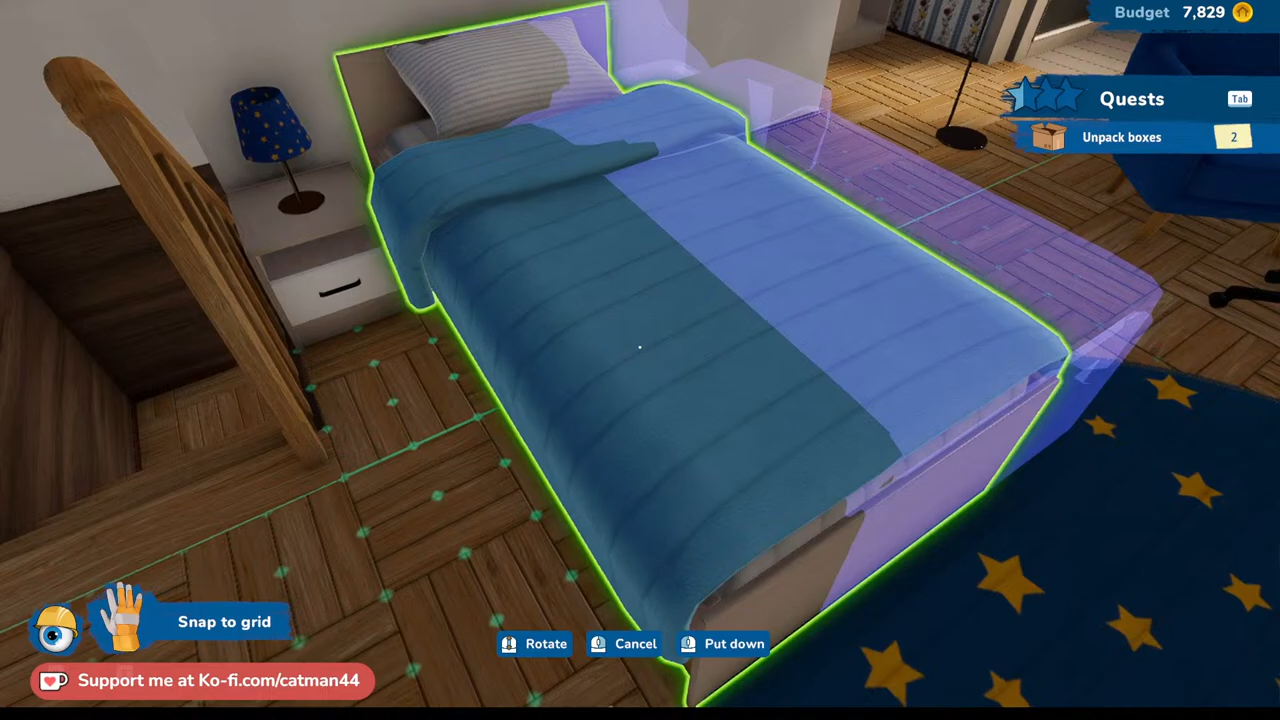 Budget 7,829
Quests Tab
Unpack boxes 2
Snap to grid
Rotate Cancel Put down
Support me at Ko-fi.com/catman44